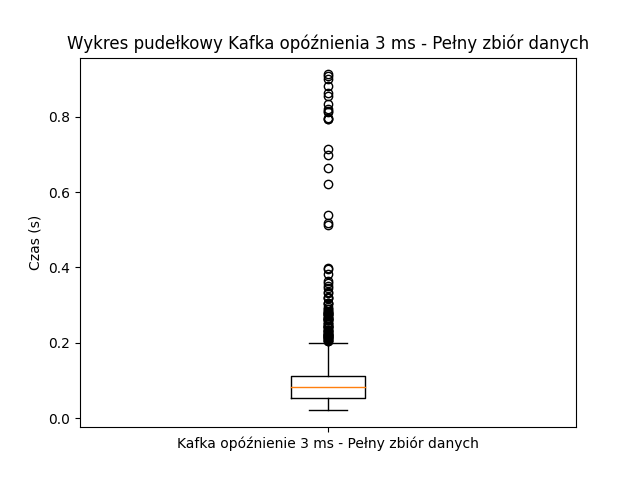 Wykres pudełkowy Kafka opóźnienia 3 ms - Pełny zbiór danych
0.8
0.6
Czas (s)
0.4
0.2
0.0
Kafka opóźnienie 3 ms - Pełny zbiór danych